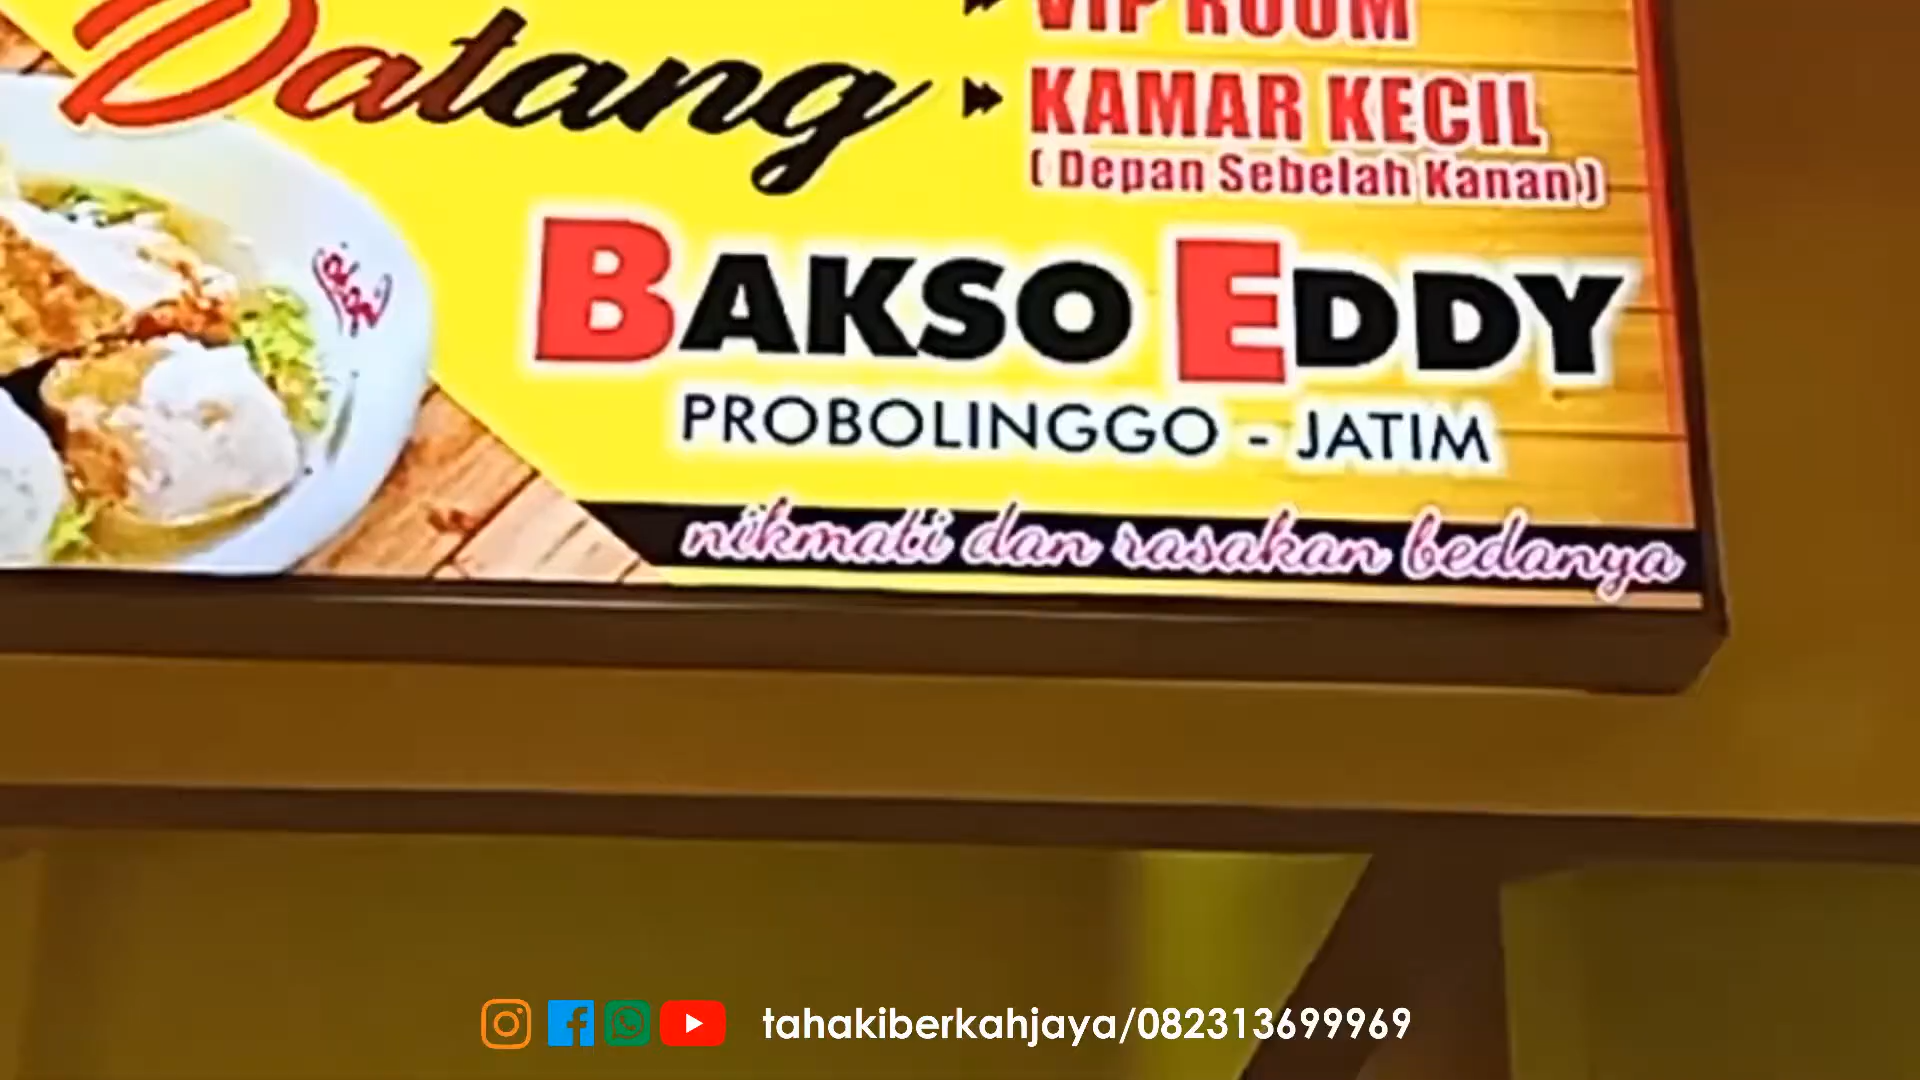 Datang
VIP ROOM
KAMAR KECIL
( Depan Sebelah Kanan )
BAKSO EDDY
PROBOLINGGO - JATIM
nikmati dan rasakan bedanya
tahakiberkahjaya/082313699969